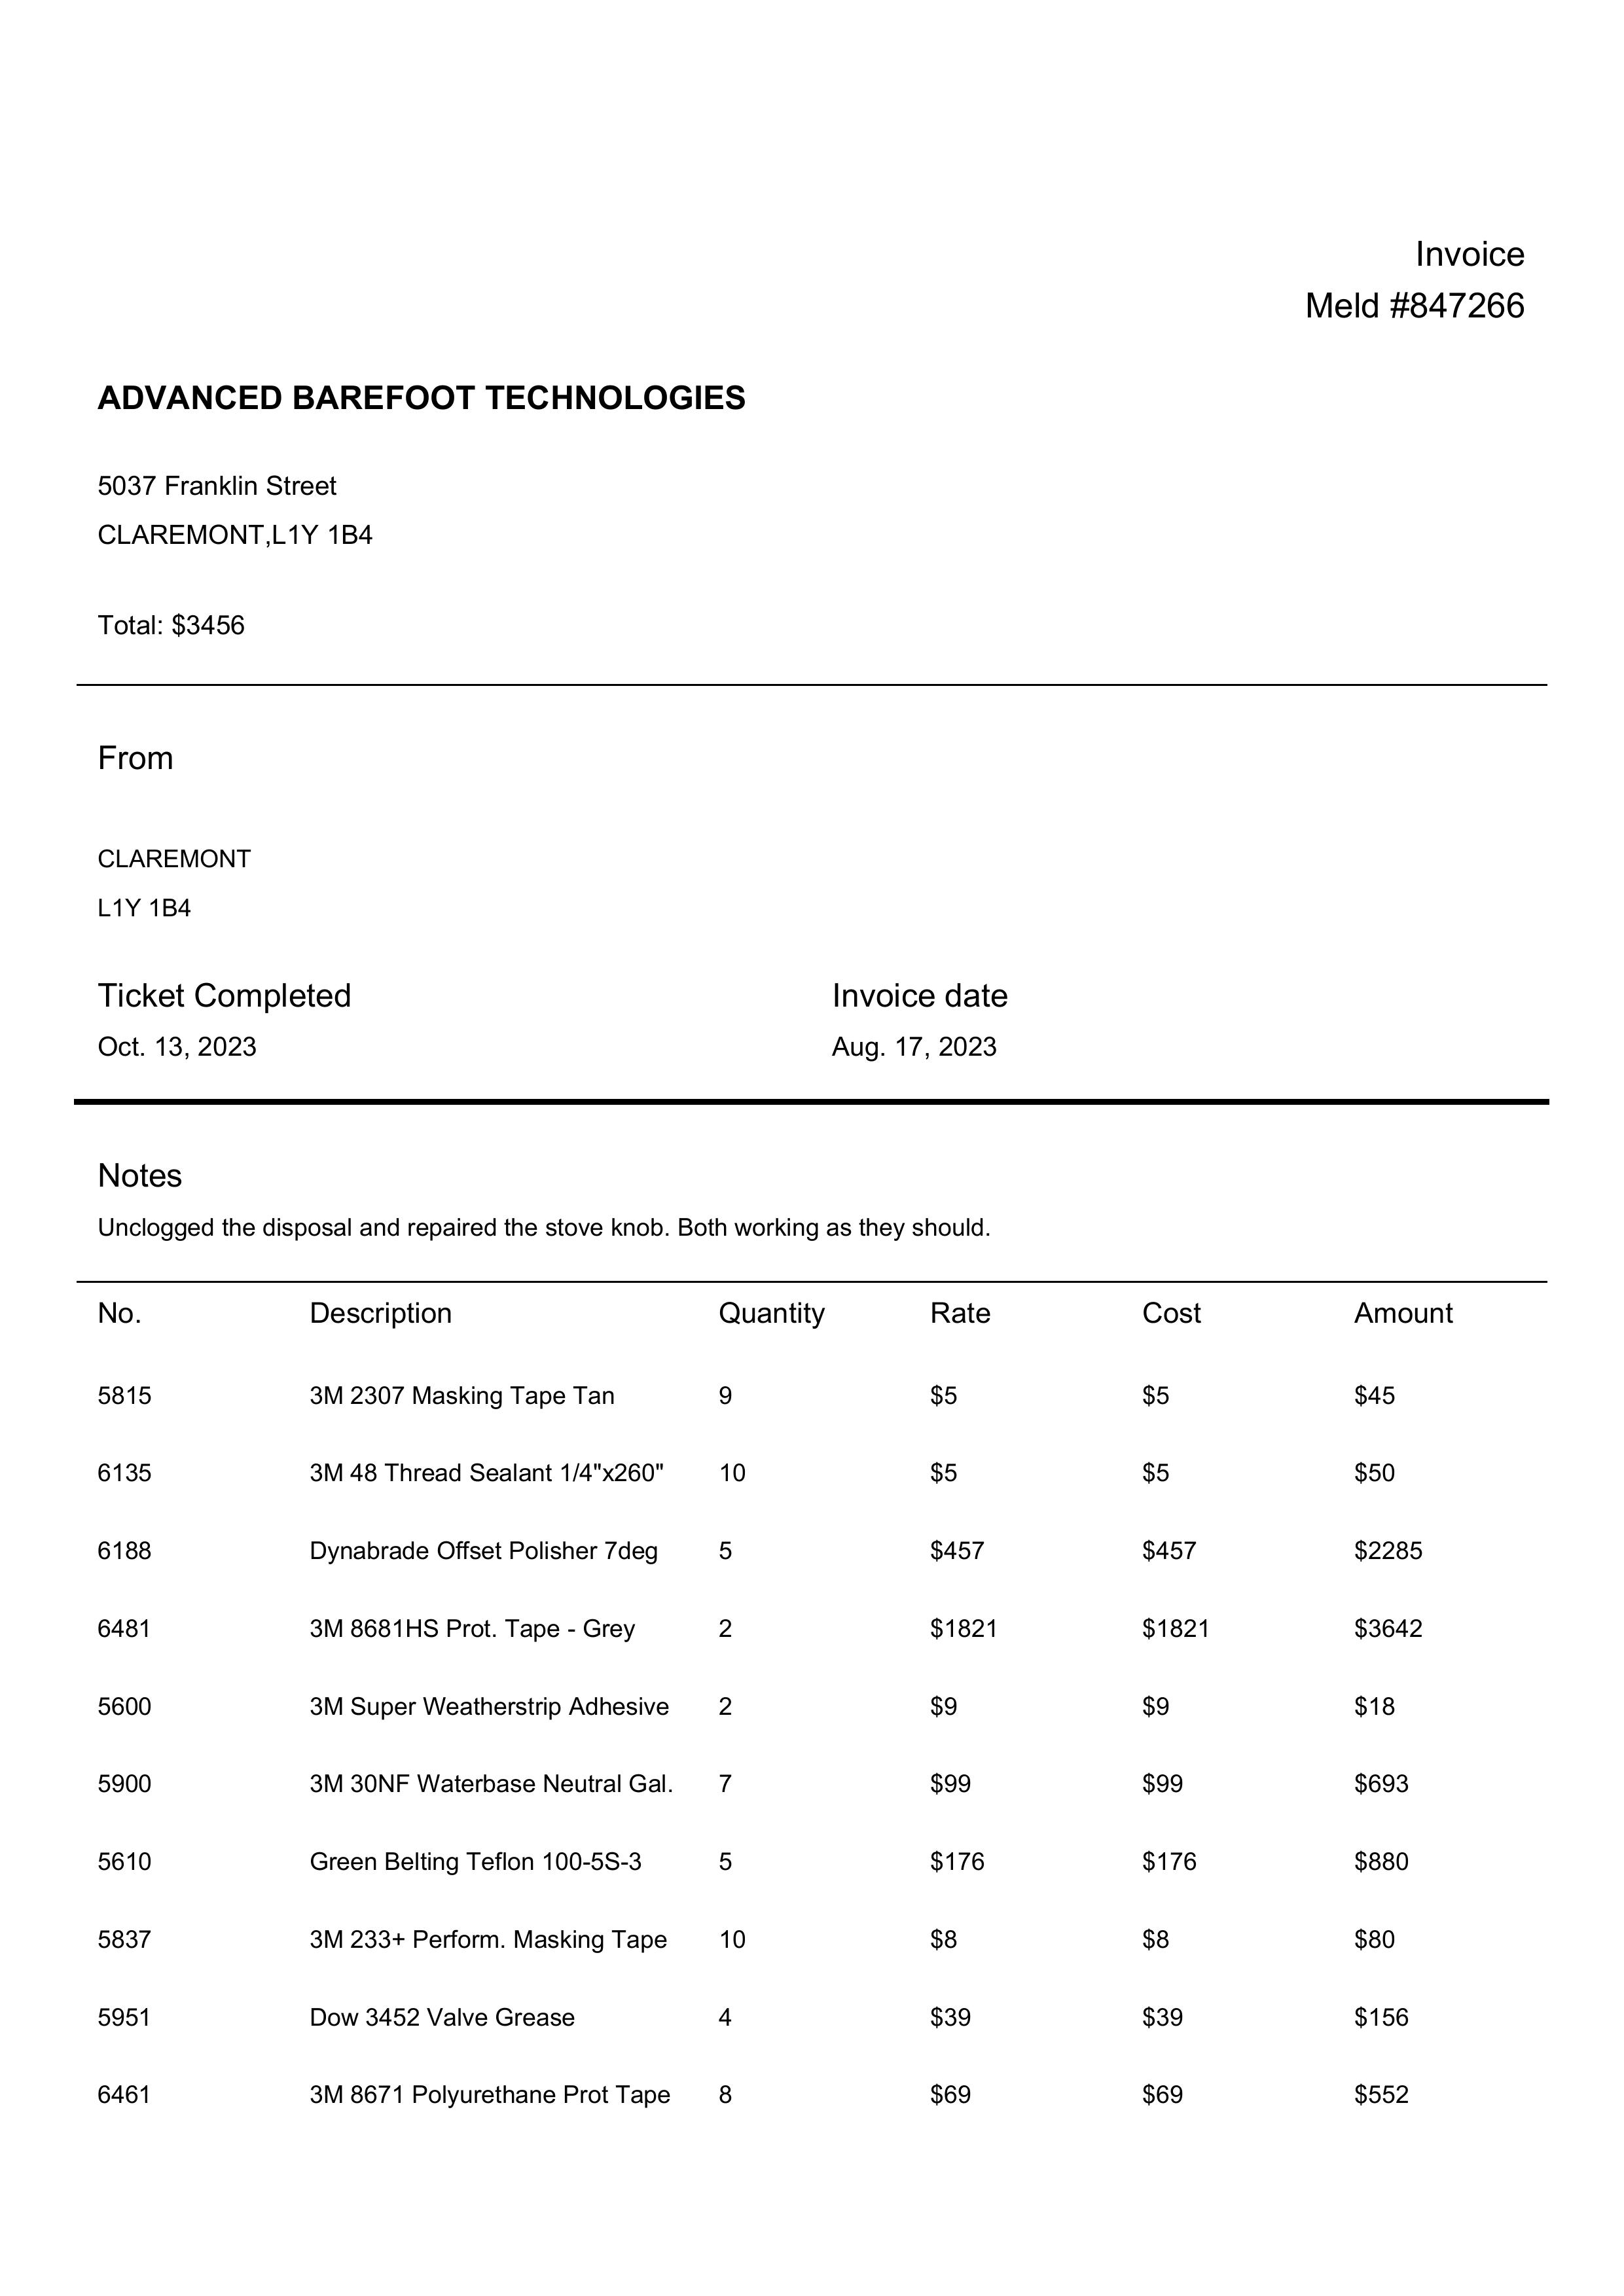 Invoice
Meld #847266
ADVANCED BAREFOOT TECHNOLOGIES
5037 Franklin Street
CLAREMONT,L1Y 1B4
Total: $3456
From
CLAREMONT
L1Y 1B4
Ticket Completed Invoice date
Oct. 13, 2023 Aug. 17, 2023
Notes
Unclogged the disposal and repaired the stove knob. Both working as they should.
No. Description Quantity Rate Cost Amount
5815 3M 2307 Masking Tape Tan 9 $5 $5 $45
6135 3M 48 Thread Sealant 1/4"x260" 10 $5 $5 $50
6188 Dynabrade Offset Polisher 7deg 5 $457 $457 $2285
6481 3M 8681HS Prot. Tape - Grey 2 $1821 $1821 $3642
5600 3M Super Weatherstrip Adhesive 2 $9 $9 $18
5900 3M 30NF Waterbase Neutral Gal. 7 $99 $99 $693
5610 Green Belting Teflon 100-5S-3 5 $176 $176 $880
5837 3M 233+ Perform. Masking Tape 10 $8 $8 $80
5951 Dow 3452 Valve Grease 4 $39 $39 $156
6461 3M 8671 Polyurethane Prot Tape 8 $69 $69 $552